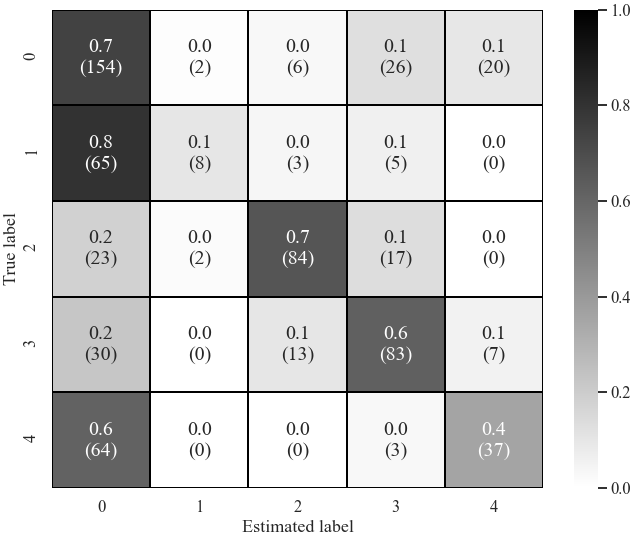 0.7 0.0 0.0 0.1 0.1
0 (154) (2) (6) (26) (20)
0.8 0.1 0.0 0.1 0.0
1 (65) (8) (3) (5) (0)
0.2 0.0 0.7 0.1 0.0
2 (23) (2) (84) (17) (0)
0.2 0.0 0.1 0.6 0.1
3 (30) (0) (13) (83) (7)
0.6 0.0 0.0 0.0 0.4
4 (64) (0) (0) (3) (37)
True label
0 1 2 3 4
Estimated label
1.0
0.8
0.6
0.4
0.2
0.0